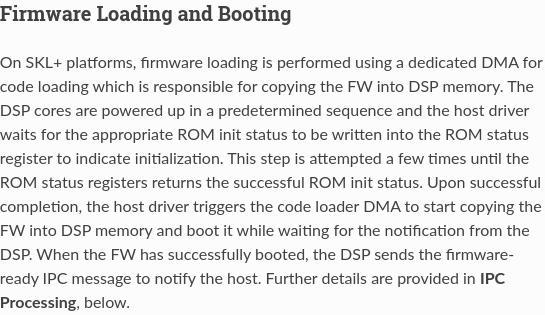 Firmware Loading and Booting
On SKL+ platforms, firmware loading is performed using a dedicated DMA for
code loading which is responsible for copying the FW into DSP memory. The
DSP cores are powered up in a predetermined sequence and the host driver
waits for the appropriate ROM init status to be written into the ROM status
register to indicate initialization. This step is attempted a few times until the
ROM status registers returns the successful ROM init status. Upon successful
completion, the host driver triggers the code loader DMA to start copying the
FW into DSP memory and boot it while waiting for the notification from the
DSP. When the FW has successfully booted, the DSP sends the firmware-
ready IPC message to notify the host. Further details are provided in IPC
Processing, below.